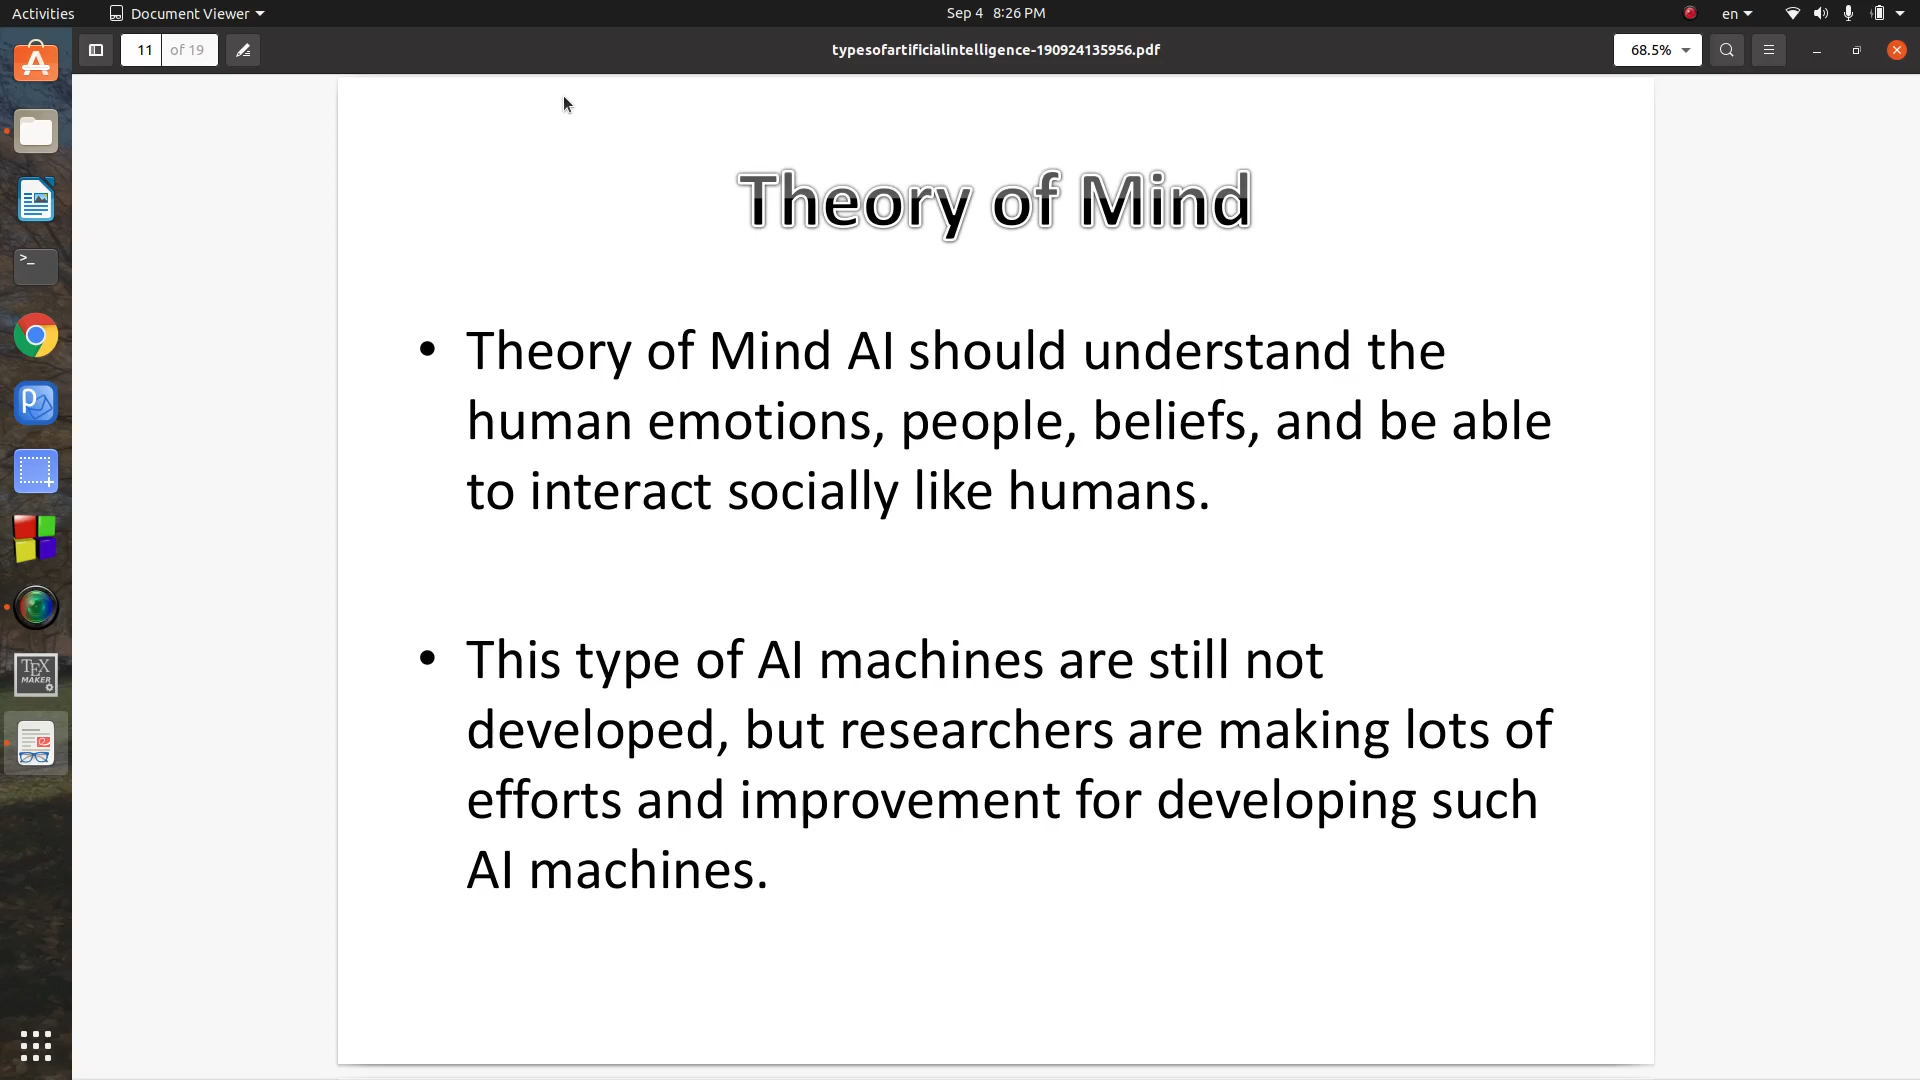 Activities Document Viewer Sep 4 8:26 PM en
11 of 19 typesofartificialintelligence-190924135956.pdf 68.5%
Theory of Mind
• Theory of Mind AI should understand the
human emotions, people, beliefs, and be able
to interact socially like humans.
• This type of AI machines are still not
developed, but researchers are making lots of
efforts and improvement for developing such
AI machines.
>_
P
TEX
MAKER